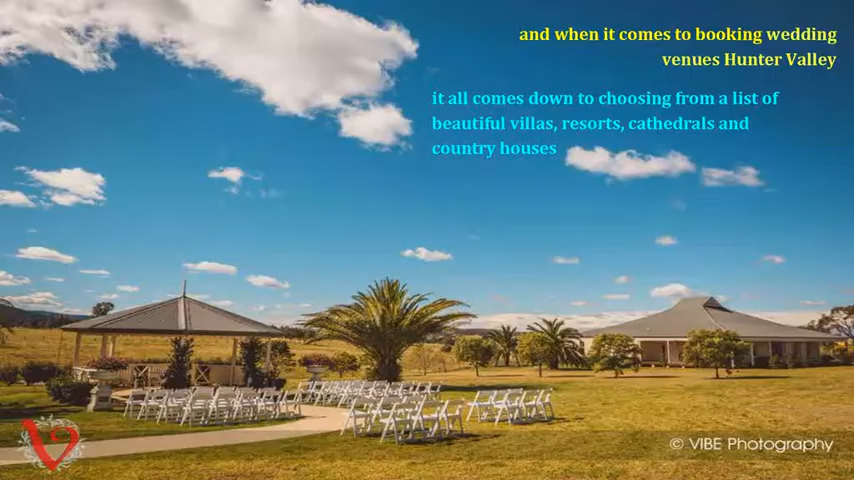 and when it comes to booking wedding
venues Hunter Valley
it all comes down to choosing from a list of
beautiful villas, resorts, cathedrals and
country houses
© VIBE Photography